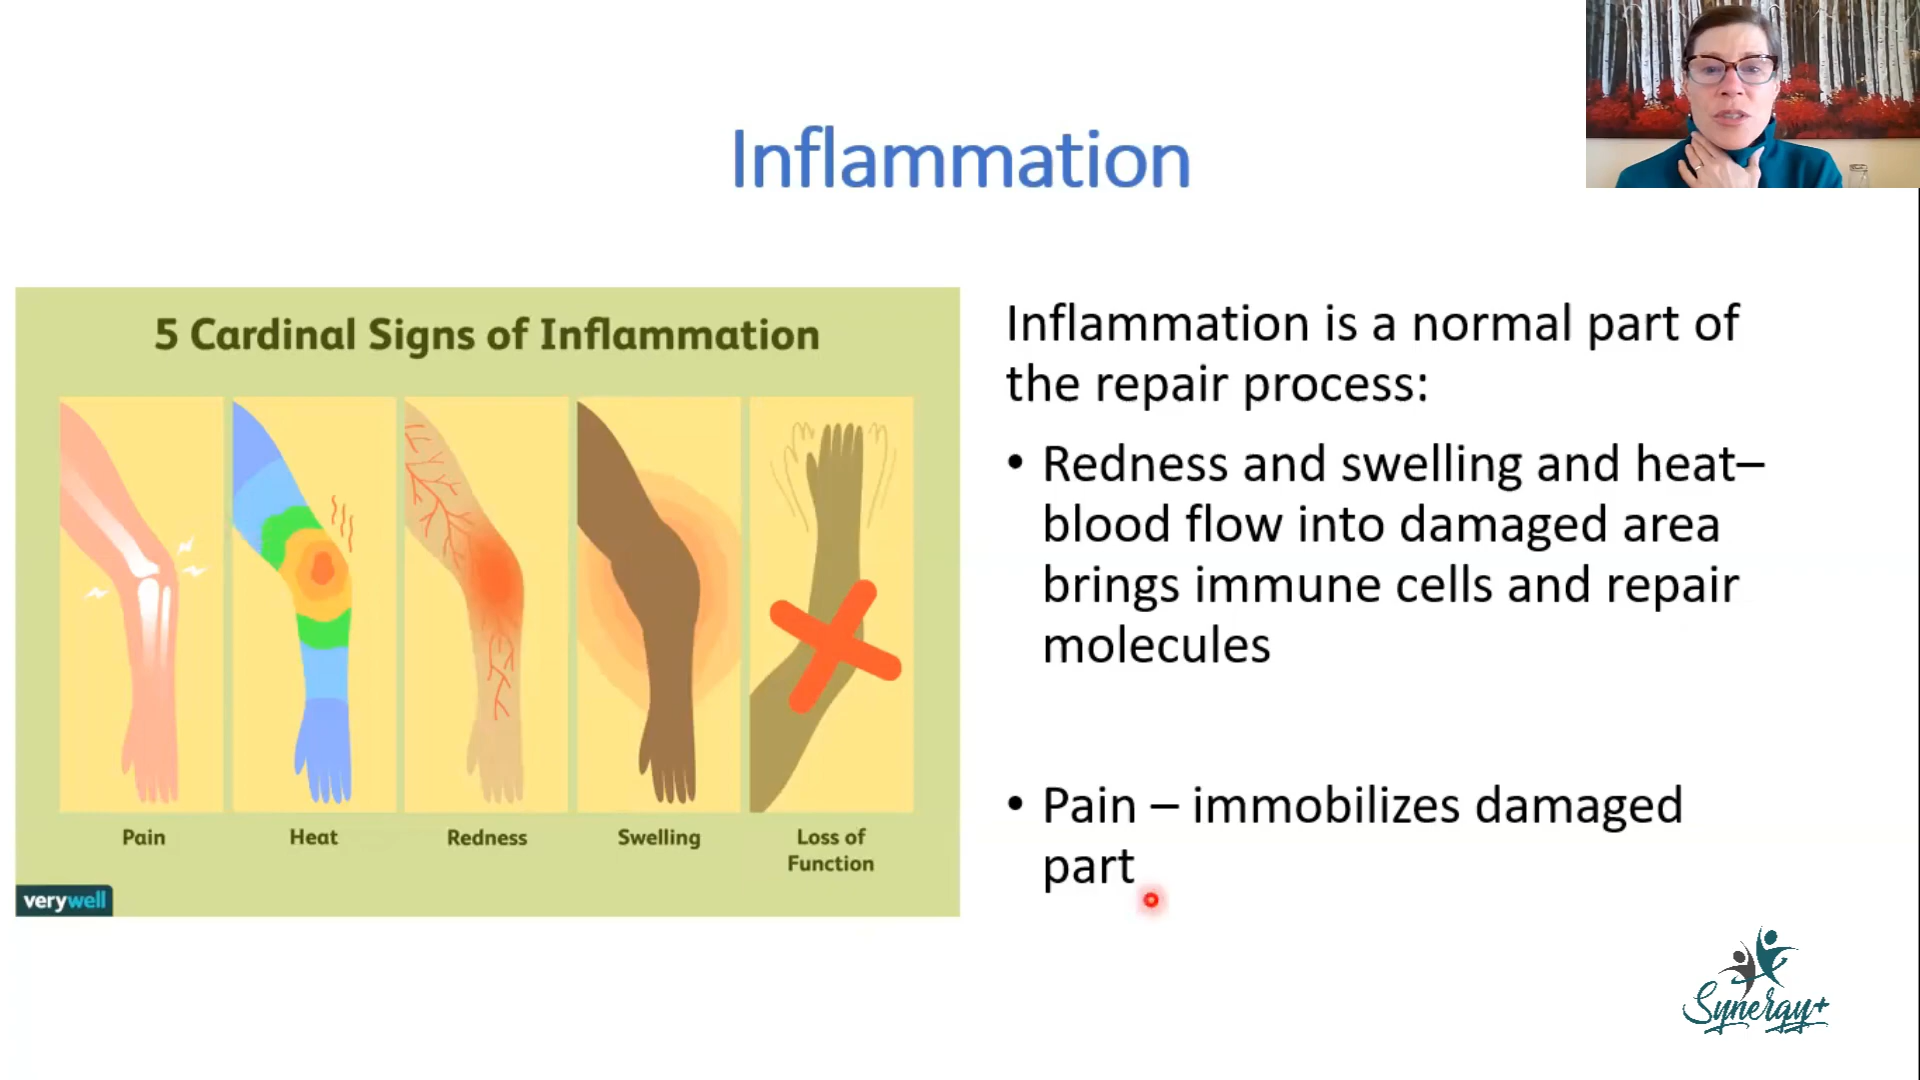 Inflammation
5 Cardinal Signs of Inflammation
Pain
Heat
Redness
Swelling
Loss of
Function
verywell
Inflammation is a normal part of
the repair process:
• Redness and swelling and heat–
blood flow into damaged area
brings immune cells and repair
molecules
• Pain – immobilizes damaged
part
Synergy+